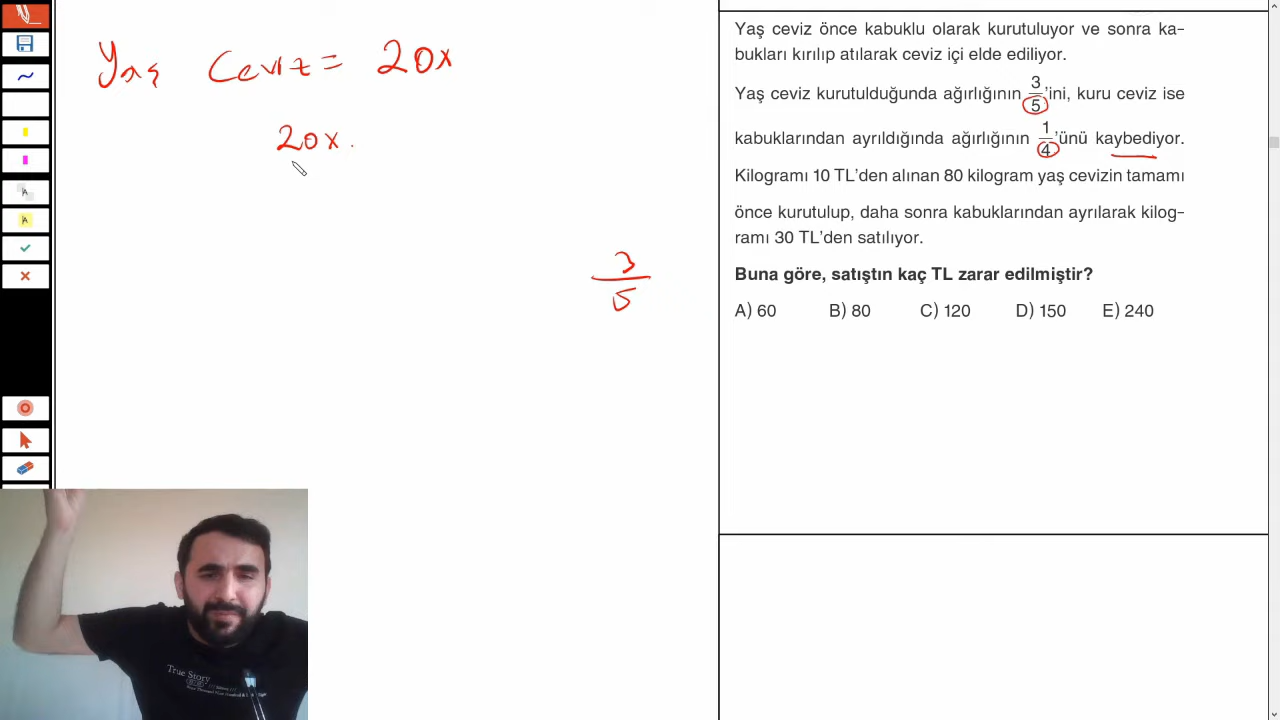 Yaş Ceviz = 20x
20x.
3
5
Yaş ceviz önce kabuklu olarak kurutuluyor ve sonra ka-
bukları kırılıp atılarak ceviz içi elde ediliyor.
Yaş ceviz kurutulduğunda ağırlığının 3/5'ini, kuru ceviz ise
kabuklarından ayrıldığında ağırlığının 1/4'ünü kaybediyor.
Kilogramı 10 TL'den alınan 80 kilogram yaş cevizin tamamı
önce kurutulup, daha sonra kabuklarından ayrılarak kilog-
ramı 30 TL'den satılıyor.
Buna göre, satıştın kaç TL zarar edilmiştir?
A) 60 B) 80 C) 120 D) 150 E) 240
A
A
True Story